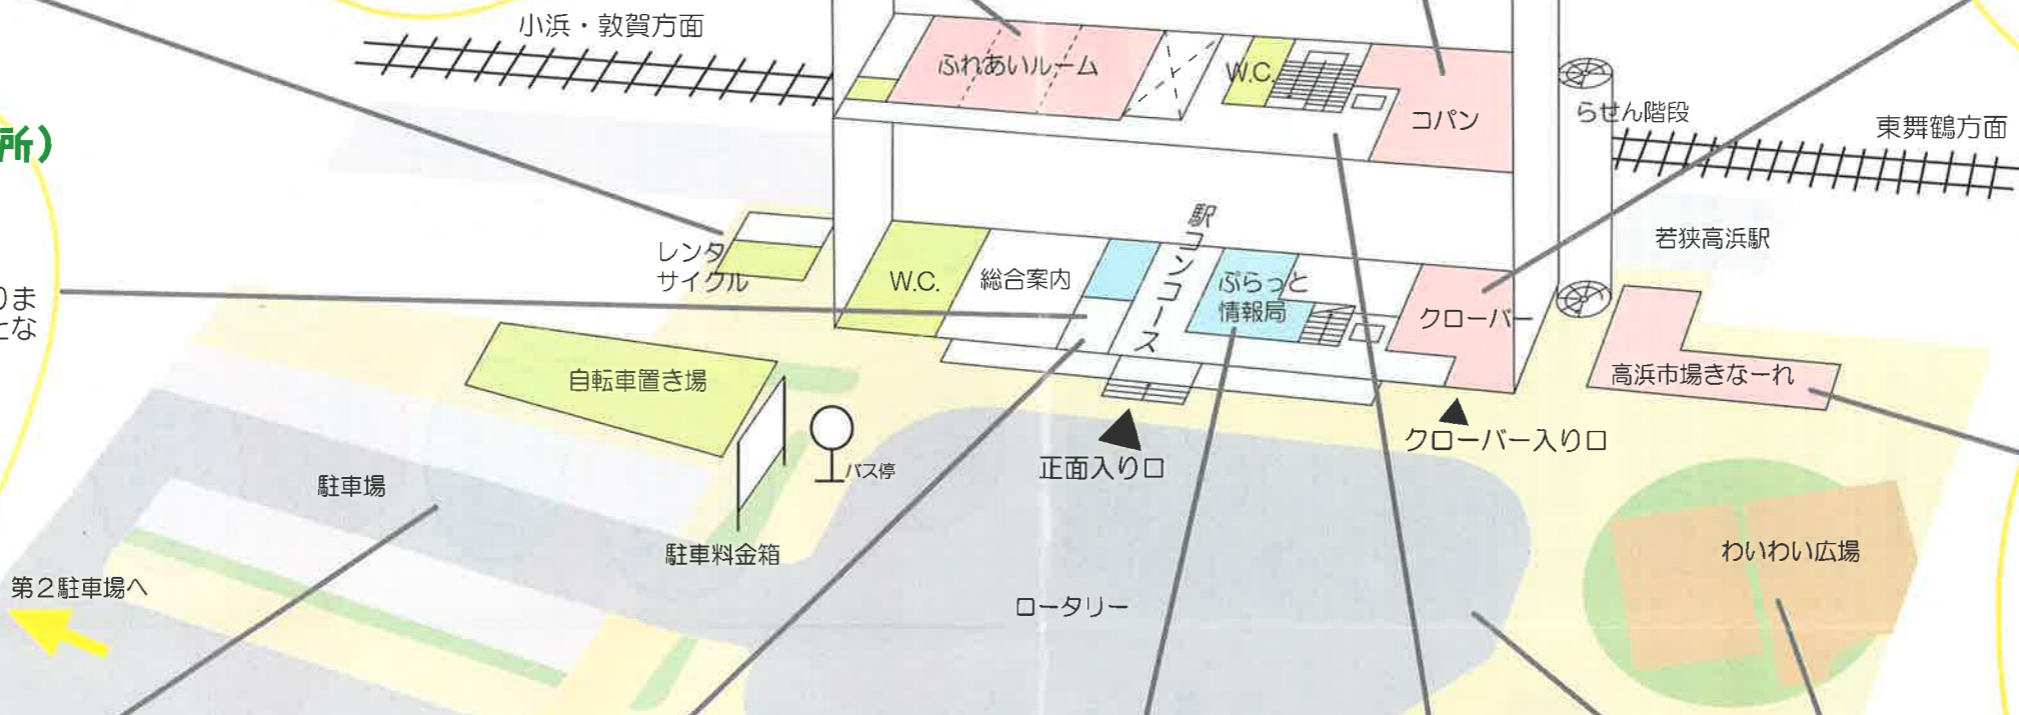 小浜・敦賀方面
ふれあいルーム
W.C.
コパン
らせん階段
東舞鶴方面
所)
りま
とな
レンタ
サイクル
W.C.
総合案内
駅コンコース
ぷらっと
情報局
クローバー
若狭高浜駅
高浜市場きなーれ
自転車置き場
バス停
正面入り口
クローバー入り口
駐車場
駐車料金箱
ロータリー
わいわい広場
第2駐車場へ